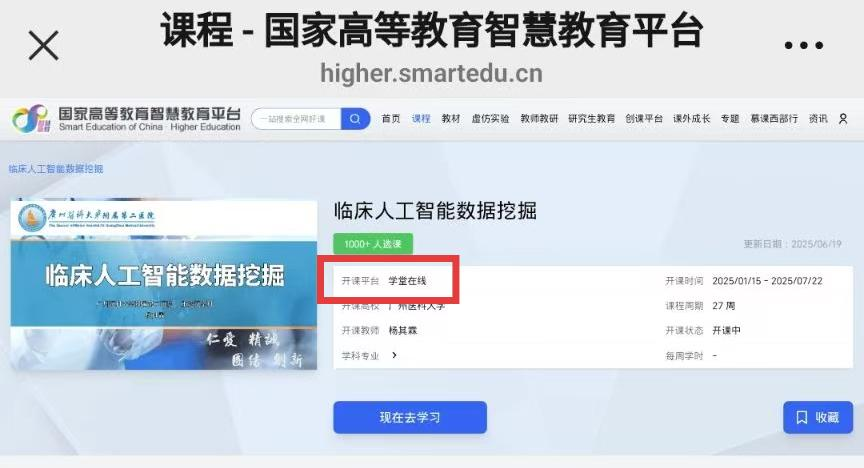 课程 - 国家高等教育智慧教育平台
higher.smartedu.cn
国家高等教育智慧教育平台
Smart Education of China · Higher Education
一站搜索全网好课
首页 课程 教材 虚仿实验 教师教研 研究生教育 创课平台 课外成长 专题 慕课西部行 资讯
临床人工智能数据挖掘
广州医科大学附属第二医院
临床人工智能数据挖掘
仁爱 精诚
团结 创新
临床人工智能数据挖掘
1000+ 人选课
更新日期:2025/06/19
开课平台 学堂在线
开课时间 2025/01/15 - 2025/07/22
开课高校 广州医科大学
课程周期 27 周
开课教师 杨其霖
开课状态 开课中
学科专业 >
每周学时 -
现在去学习
收藏